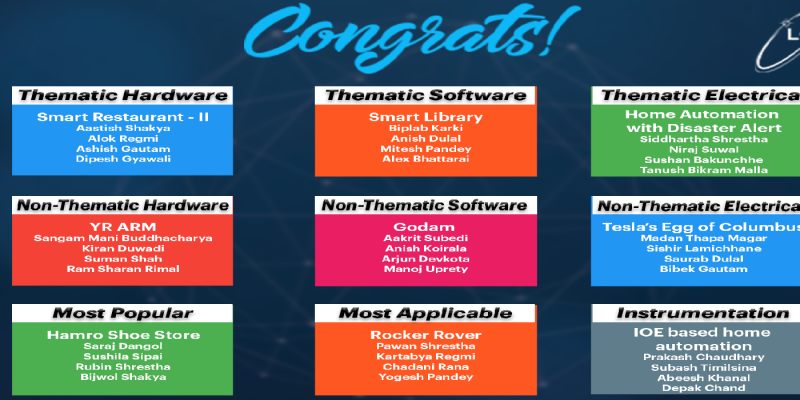 Congrats!
Thematic Hardware
Smart Restaurant - II
Aastish Shakya
Alok Regmi
Ashish Gautam
Dipesh Gyawali
Thematic Software
Smart Library
Biplab Karki
Anish Dulal
Mitesh Pandey
Alex Bhattarai
Thematic Electrica
Home Automation
with Disaster Alert
Siddhartha Shrestha
Niraj Suwal
Sushan Bakunchhe
Tanush Bikram Malla
Non-Thematic Hardware
YR ARM
Sangam Mani Buddhacharya
Kiran Duwadi
Suman Shah
Ram Sharan Rimal
Non-Thematic Software
Godam
Aakrit Subedi
Anish Koirala
Arjun Devkota
Manoj Uprety
Non-Thematic Electrica
Tesla's Egg of Columbus
Madan Thapa Magar
Sishir Lamichhane
Saurab Dulal
Bibek Gautam
Most Popular
Hamro Shoe Store
Saraj Dangol
Sushila Sipai
Rubin Shrestha
Bijwol Shakya
Most Applicable
Rocker Rover
Pawan Shrestha
Kartabya Regmi
Chadani Rana
Yogesh Pandey
Instrumentation
IOE based home
automation
Prakash Chaudhary
Subash Timilsina
Abeesh Khanal
Depak Chand